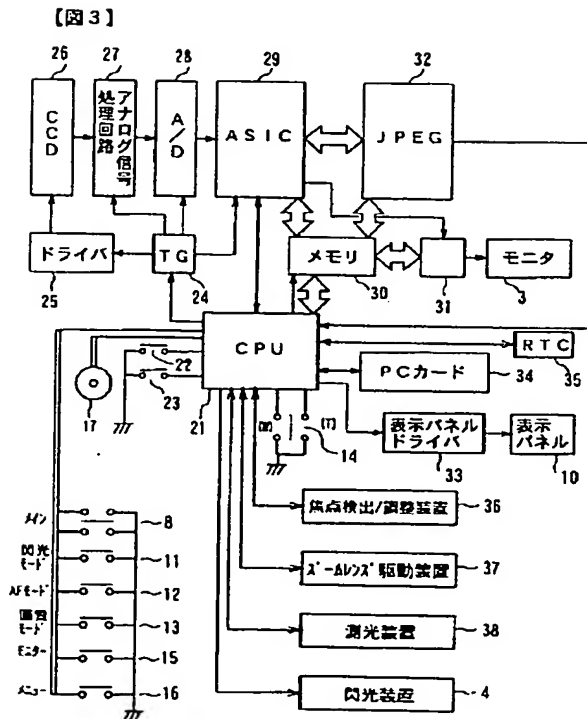 【図3】
26 27 28 29 32
CCD
アナログ信号
処理回路
A/D
ASIC
JPEG
ドライバ
TG
メモリ
モニタ
25 24 30 31 3
CPU
RTC
35
PCカード
34
22
23
17
21
[T]
14
表示パネル
ドライバ
33
表示
パネル
10
焦点検出/調整装置
36
ズームレンズ駆動装置
37
測光装置
38
閃光装置
4
メイン
8
閃光
モード
11
AFモード
12
モード
13
モニター
15
メニュー
16